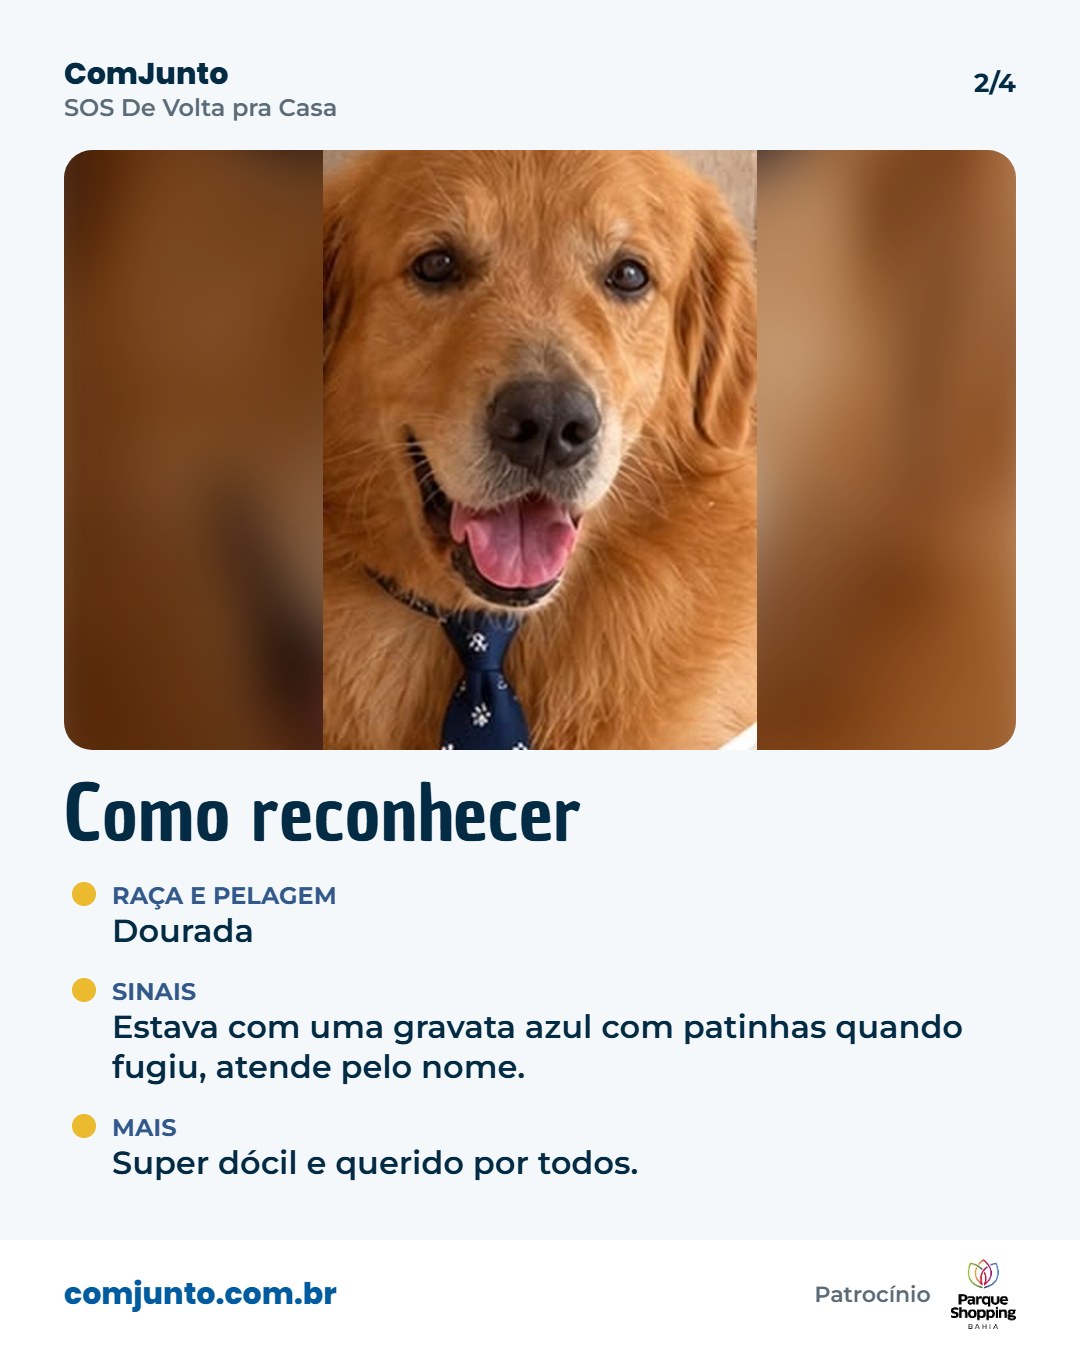 ComJunto
SOS De Volta pra Casa
2/4
Como reconhecer
RAÇA E PELAGEM
Dourada
SINAIS
Estava com uma gravata azul com patinhas quando
fugiu, atende pelo nome.
MAIS
Super dócil e querido por todos.
comjunto.com.br
Patrocínio
Parque
Shopping
BAHIA